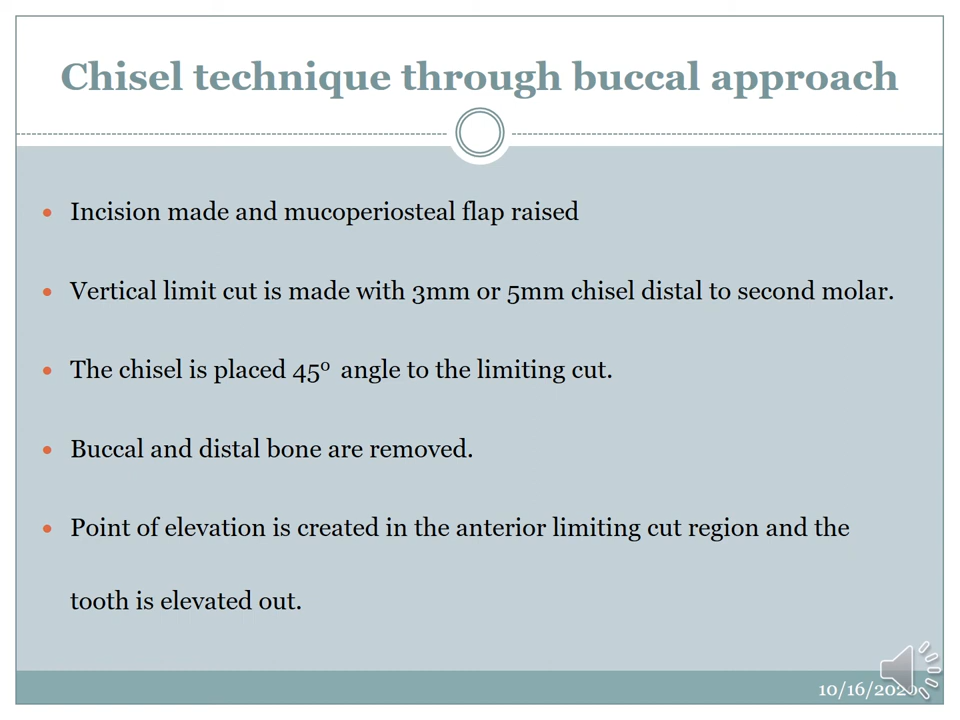 Chisel technique through buccal approach
Incision made and mucoperiosteal flap raised
Vertical limit cut is made with 3mm or 5mm chisel distal to second molar.
The chisel is placed 45⁰ angle to the limiting cut.
Buccal and distal bone are removed.
Point of elevation is created in the anterior limiting cut region and the
tooth is elevated out.
10/16/2020